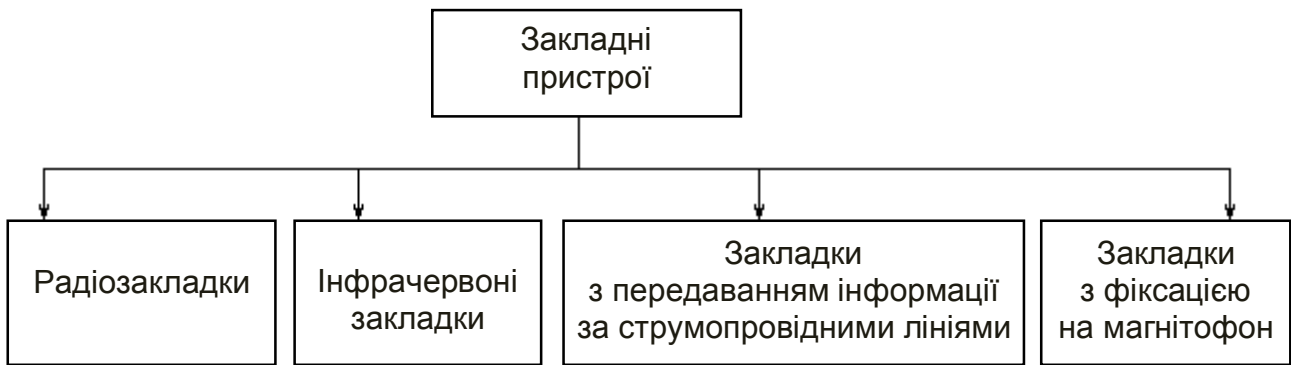 Закладні
пристрої
Радіозакладки
Інфрачервоні
закладки
Закладки
з передаванням інформації
за струмопровідними лініями
Закладки
з фіксацією
на магнітофон